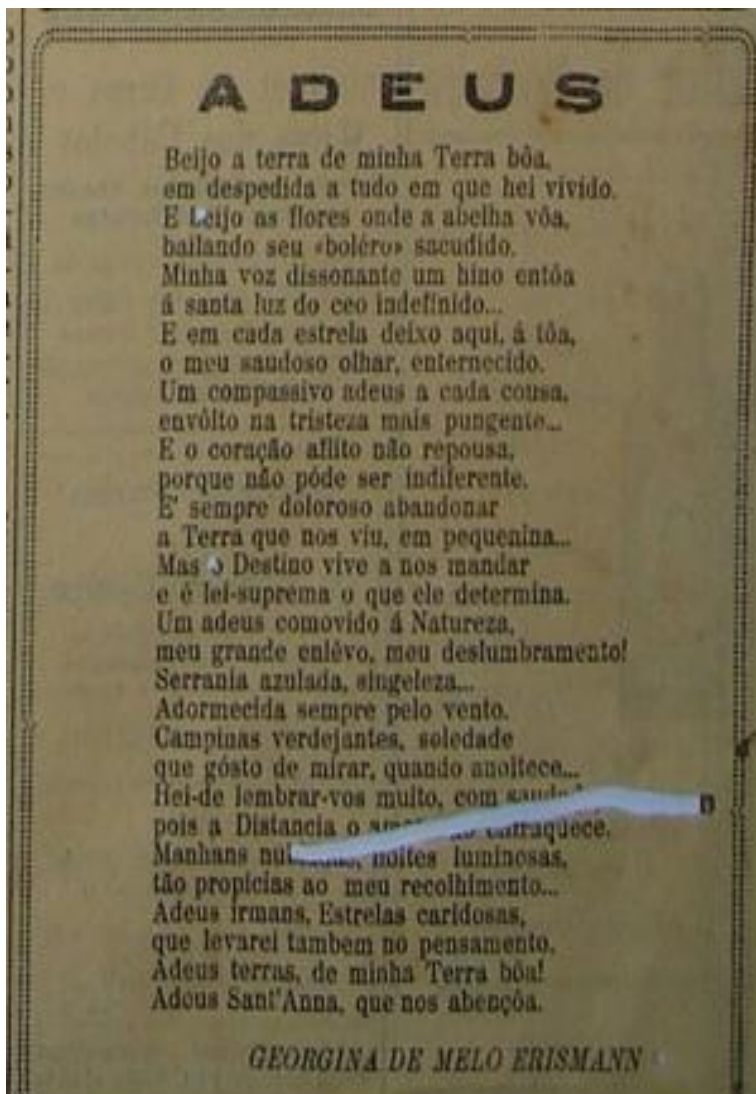 ADEUS
Beijo a terra de minha Terra bôa,
em despedida a tudo em que hei vivido.
E beijo as flores onde a abelha vôa,
bailando seu «boléro» sacudido.
Minha voz dissonante um hino entôa
á santa luz do ceo indefinido...
E em cada estrela deixo aqui, á tôa,
o meu saudoso olhar, enternecido.
Um compassivo adeus a cada cousa,
envôlto na tristeza mais pungente...
E o coração aflito não repousa,
porque não póde ser indiferente.
E' sempre doloroso abandonar
a Terra que nos viu, em pequenina...
Mas o Destino vive a nos mandar
e é lei-suprema o que ele determina.
Um adeus comovido á Natureza,
meu grande enlêvo, meu deslumbramento!
Serrania azulada, singeleza...
Adormecida sempre pelo vento.
Campinas verdejantes, soledade
que gósto de mirar, quando anoitece...
Hei-de lembrar-vos muito, com
pois a Distancia o enfraquece.
Manhans noites luminosas,
tão propicias ao meu recolhimento...
Adeus irmans, Estrelas caridosas,
que levarei tambem no pensamento.
Adeus terras, de minha Terra bôa!
Adeus Sant'Anna, que nos abençôa.
GEORGINA DE MELO ERISMANN